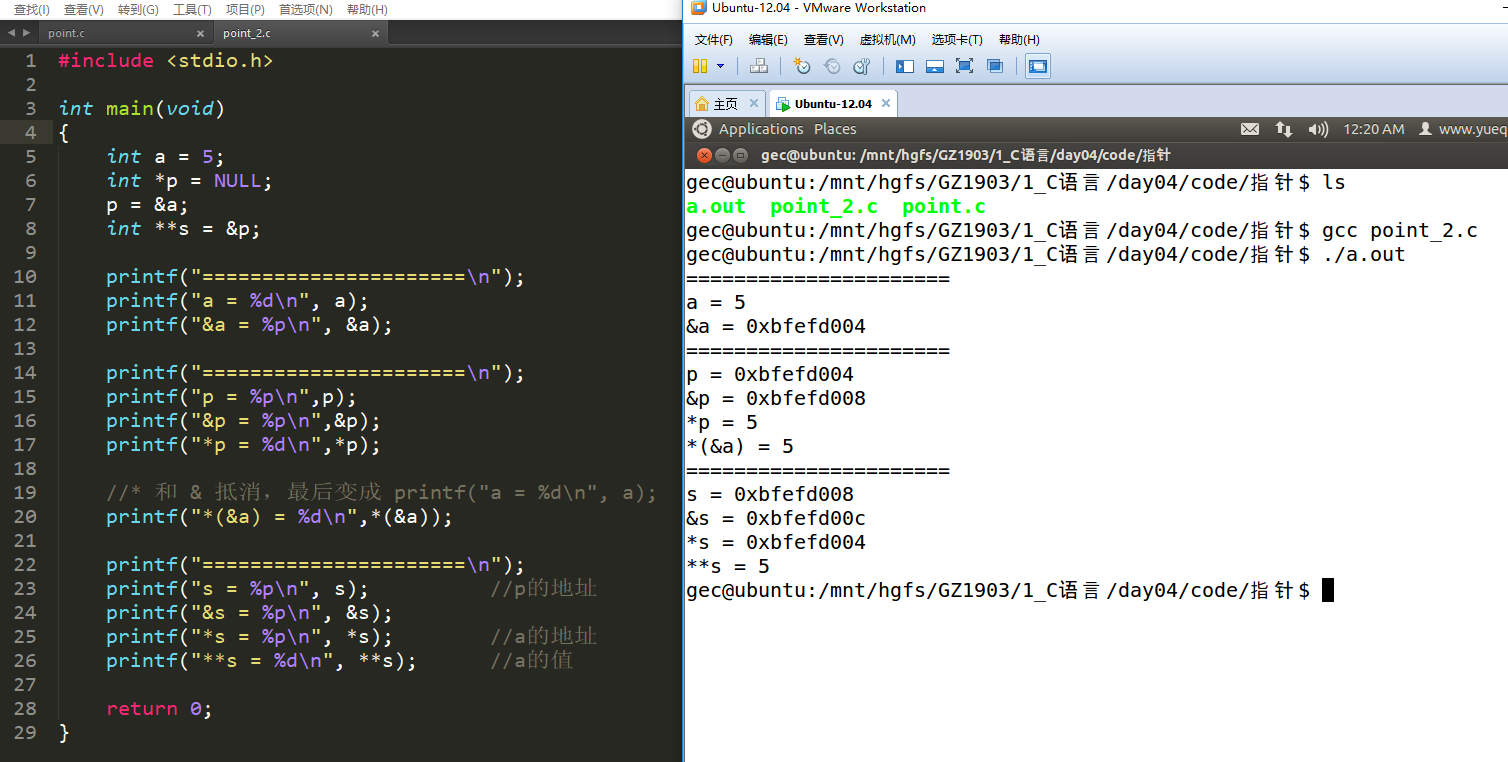 查找(I) 查看(V) 转到(G) 工具(T) 项目(P) 首选项(N) 帮助(H)
point.c × point_2.c ×
1 #include <stdio.h>
2
3 int main(void)
4 {
5 int a = 5;
6 int *p = NULL;
7 p = &a;
8 int **s = &p;
9
10 printf("======================\n");
11 printf("a = %d\n", a);
12 printf("&a = %p\n", &a);
13
14 printf("======================\n");
15 printf("p = %p\n",p);
16 printf("&p = %p\n",&p);
17 printf("*p = %d\n",*p);
18
19 //* 和 & 抵消，最后变成 printf("a = %d\n", a);
20 printf("*(&a) = %d\n",*(&a));
21
22 printf("======================\n");
23 printf("s = %p\n", s); //p的地址
24 printf("&s = %p\n", &s);
25 printf("*s = %p\n", *s); //a的地址
26 printf("**s = %d\n", **s); //a的值
27
28 return 0;
29 }
Ubuntu-12.04 - VMware Workstation
文件(F) 编辑(E) 查看(V) 虚拟机(M) 选项卡(T) 帮助(H)
主页 × Ubuntu-12.04 ×
Applications Places 12:20 AM www.yueq
gec@ubuntu: /mnt/hgfs/GZ1903/1_C语言/day04/code/指针
gec@ubuntu:/mnt/hgfs/GZ1903/1_C语言/day04/code/指针$ ls
a.out point_2.c point.c
gec@ubuntu:/mnt/hgfs/GZ1903/1_C语言/day04/code/指针$ gcc point_2.c
gec@ubuntu:/mnt/hgfs/GZ1903/1_C语言/day04/code/指针$ ./a.out
======================
a = 5
&a = 0xbfefd004
======================
p = 0xbfefd004
&p = 0xbfefd008
*p = 5
*(&a) = 5
======================
s = 0xbfefd008
&s = 0xbfefd00c
*s = 0xbfefd004
**s = 5
gec@ubuntu:/mnt/hgfs/GZ1903/1_C语言/day04/code/指针$